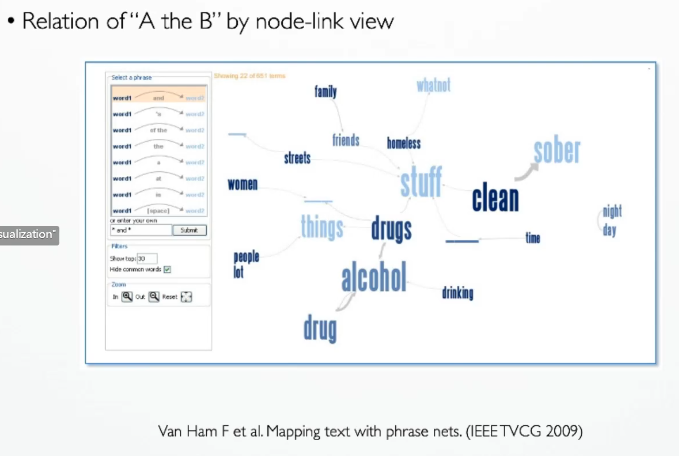 • Relation of “A the B” by node-link view
Select a phrase
Showing 22 of 661 terms
word1 and word2
word1 's word2
word1 of the word2
word1 the word2
word1 a word2
word1 at word2
word1 is word2
word1 [space] word2
or enter your own
* and *
Submit
Filters
Show top: 30
Hide common words
Zoom
In Out Reset
family
whatnot
friends
homeless
sober
streets
stuff
women
clean
night
things
drugs
day
time
people
lot
alcohol
drinking
drug
sualization"
Van Ham F et al. Mapping text with phrase nets. (IEEE TVCG 2009)